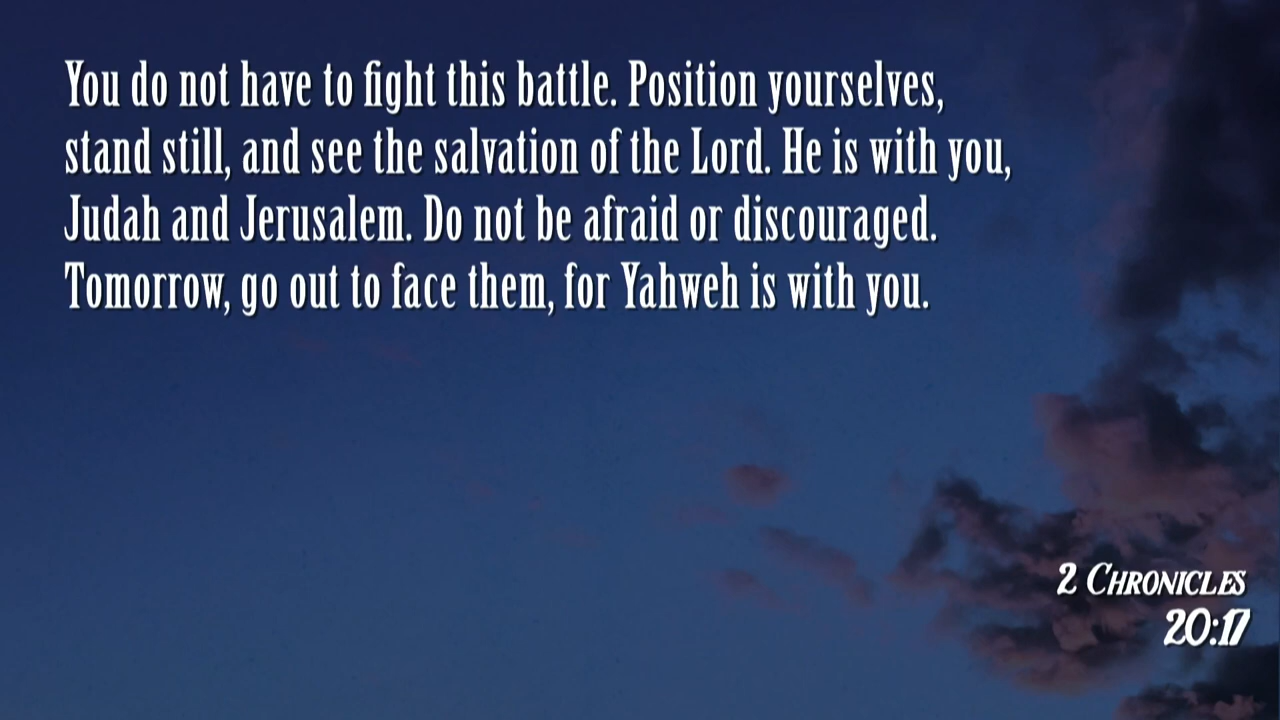 You do not have to fight this battle. Position yourselves,
stand still, and see the salvation of the Lord. He is with you,
Judah and Jerusalem. Do not be afraid or discouraged.
Tomorrow, go out to face them, for Yahweh is with you.
2 Chronicles
20:17